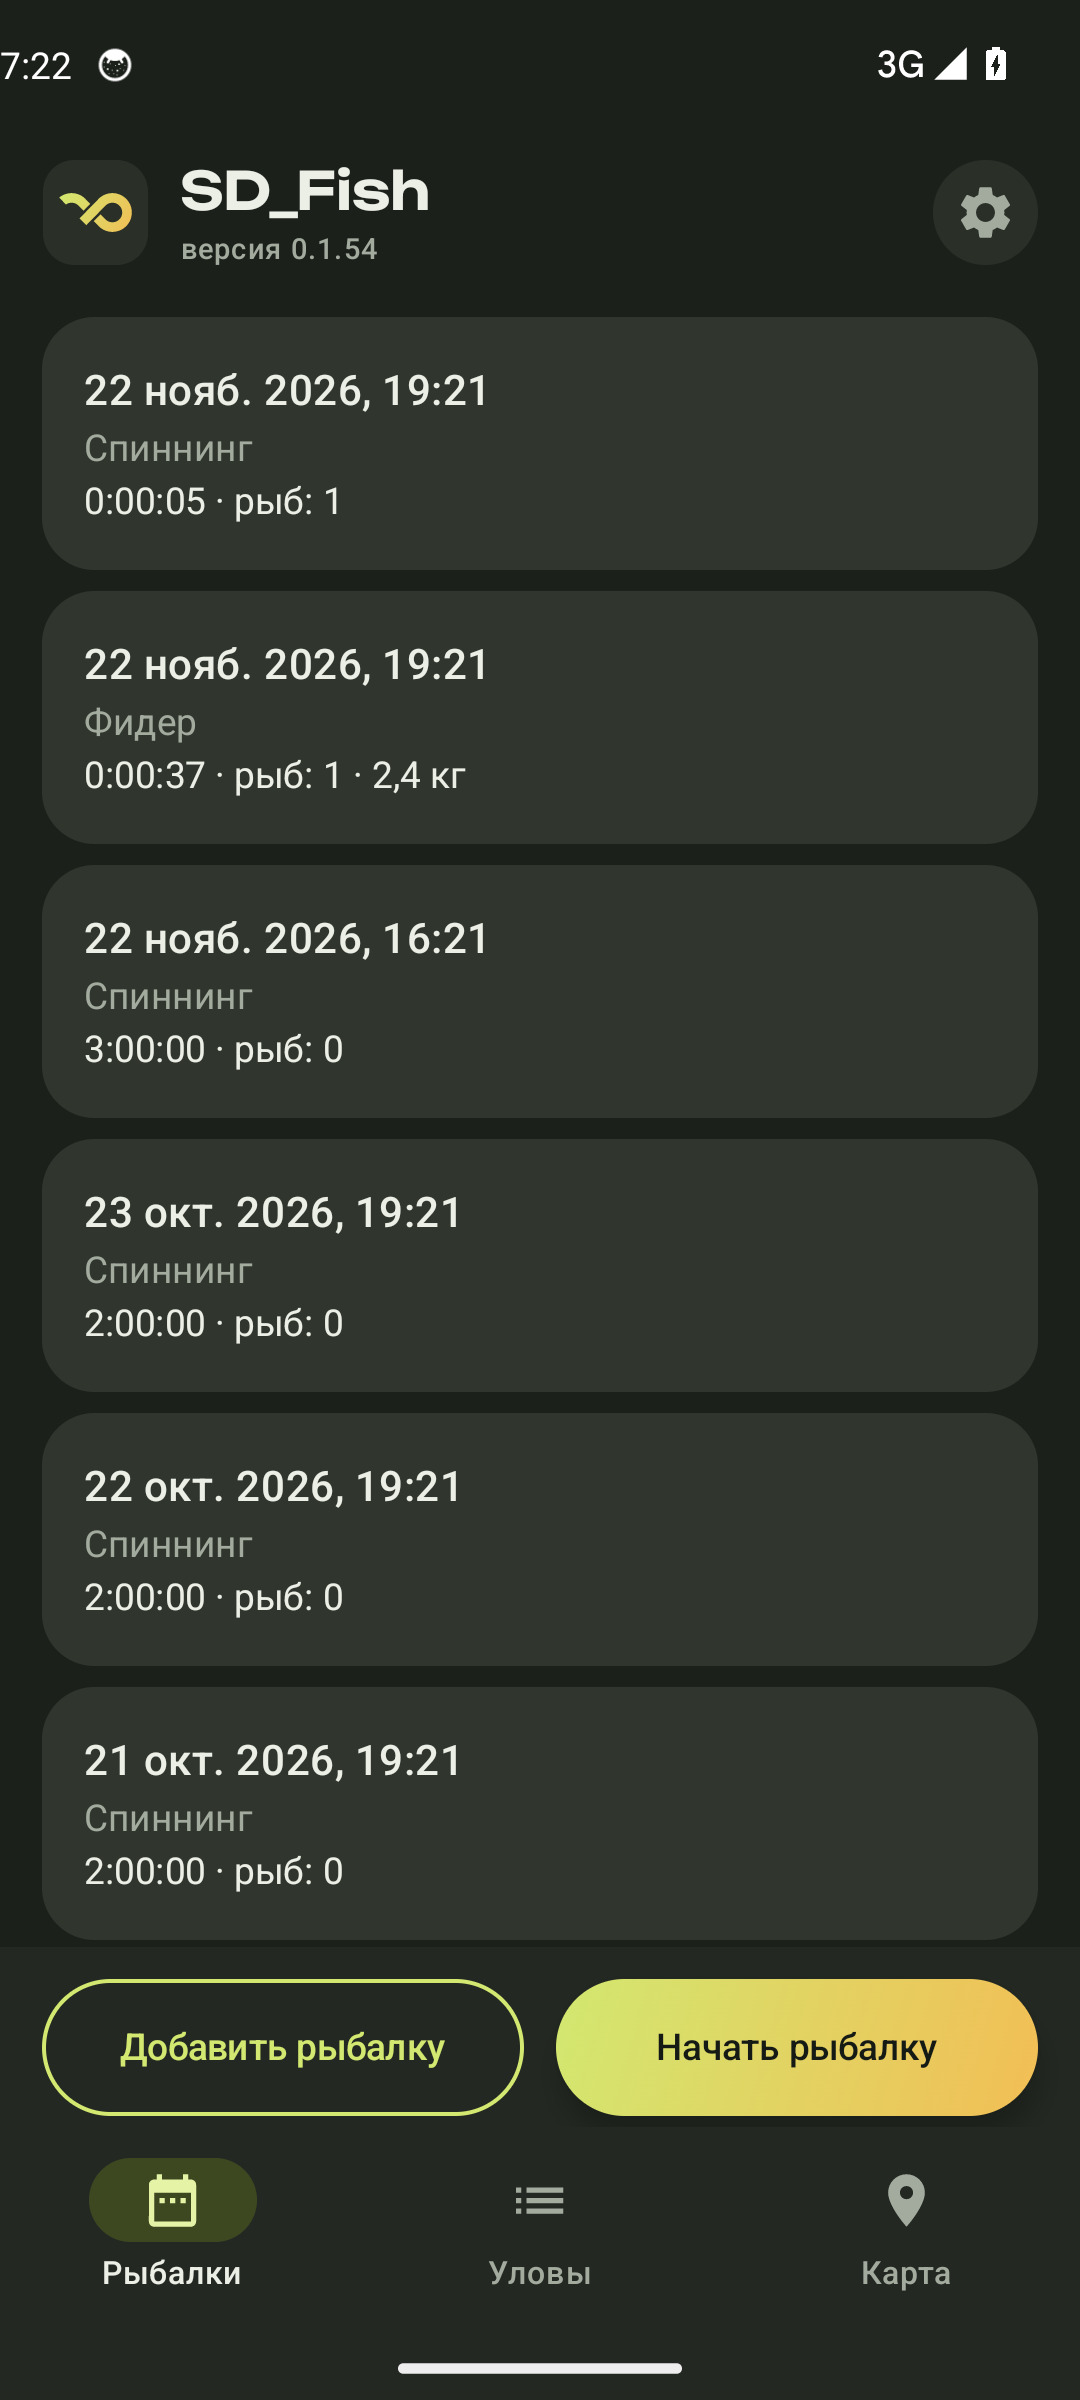 7:22
3G
SD_Fish
версия 0.1.54
22 нояб. 2026, 19:21
Спиннинг
0:00:05 · рыб: 1
22 нояб. 2026, 19:21
Фидер
0:00:37 · рыб: 1 · 2,4 кг
22 нояб. 2026, 16:21
Спиннинг
3:00:00 · рыб: 0
23 окт. 2026, 19:21
Спиннинг
2:00:00 · рыб: 0
22 окт. 2026, 19:21
Спиннинг
2:00:00 · рыб: 0
21 окт. 2026, 19:21
Спиннинг
2:00:00 · рыб: 0
Добавить рыбалку
Начать рыбалку
Рыбалки
Уловы
Карта